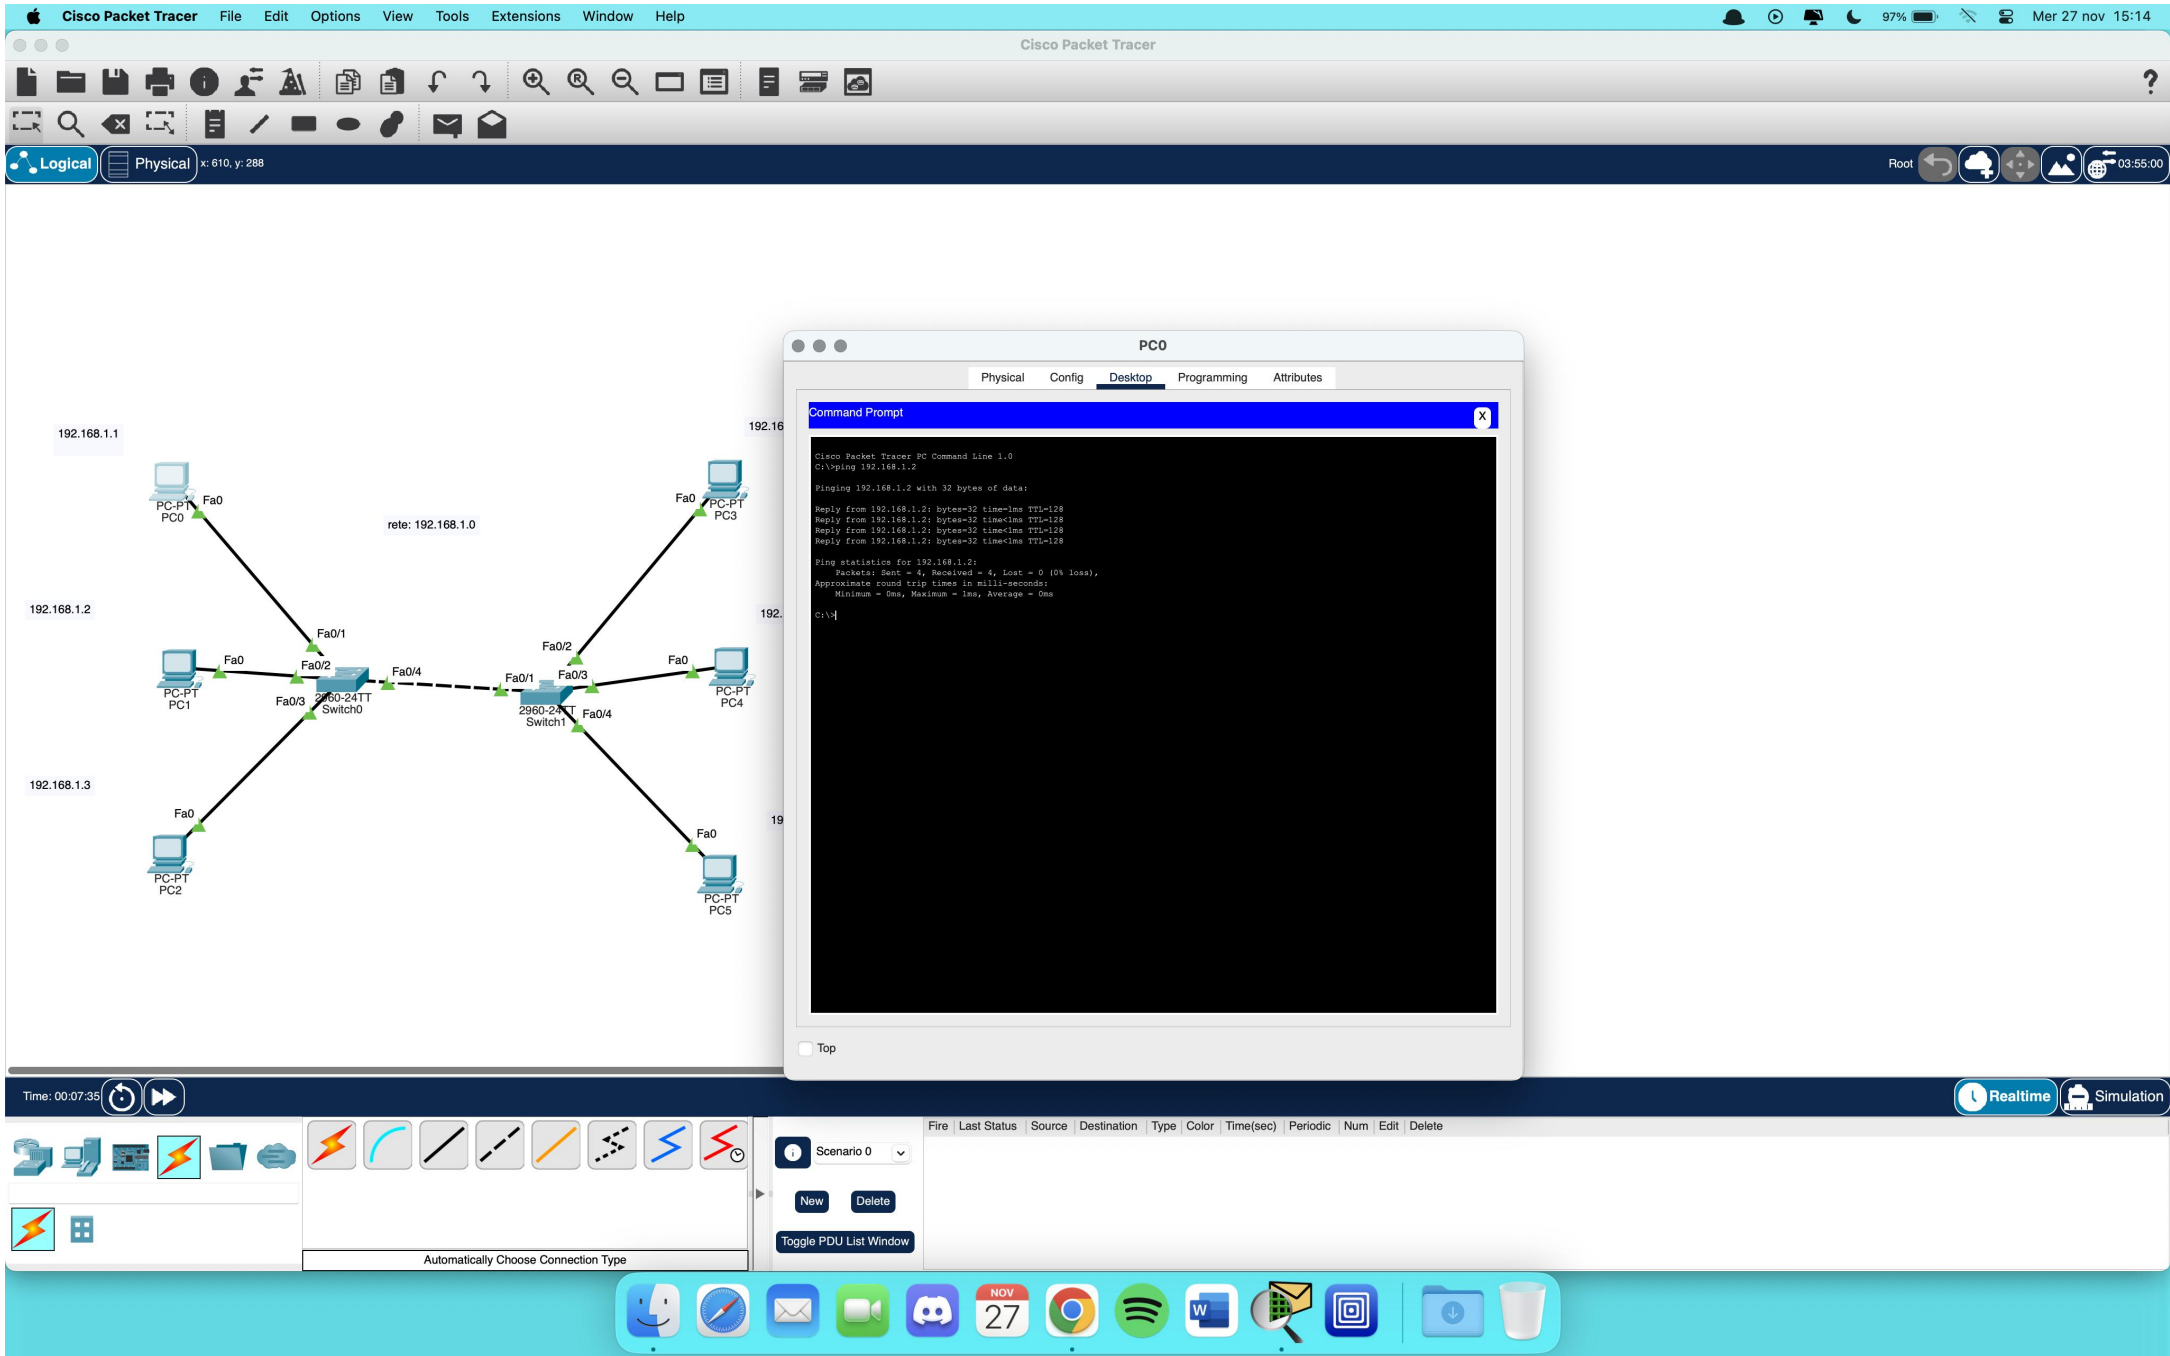 Cisco Packet Tracer File Edit Options View Tools Extensions Window Help 97% Mer 27 nov 15:14
Cisco Packet Tracer
?
Logical Physical x: 610, y: 288 Root 03:55:00
PC0
Physical Config Desktop Programming Attributes
Command Prompt X
Cisco Packet Tracer PC Command Line 1.0
C:\>ping 192.168.1.2
Pinging 192.168.1.2 with 32 bytes of data:
Reply from 192.168.1.2: bytes=32 time=1ms TTL=128
Reply from 192.168.1.2: bytes=32 time<1ms TTL=128
Reply from 192.168.1.2: bytes=32 time<1ms TTL=128
Reply from 192.168.1.2: bytes=32 time<1ms TTL=128
Ping statistics for 192.168.1.2:
Packets: Sent = 4, Received = 4, Lost = 0 (0% loss),
Approximate round trip times in milli-seconds:
Minimum = 0ms, Maximum = 1ms, Average = 0ms
C:\>
Top
192.168.1.1
192.16
PC-PT
PC0
Fa0
rete: 192.168.1.0
Fa0
PC-PT
PC3
192.168.1.2
192.
Fa0/1
Fa0/2
Fa0
Fa0/2
Fa0/4
Fa0/1
Fa0/3
Fa0
PC-PT
PC1
Fa0/3
2960-24TT
Switch0
2960-24TT
Switch1
Fa0/4
PC-PT
PC4
192.168.1.3
19
Fa0
Fa0
PC-PT
PC2
PC-PT
PC5
Time: 00:07:35 Realtime Simulation
Fire Last Status Source Destination Type Color Time(sec) Periodic Num Edit Delete
Scenario 0
New Delete
Toggle PDU List Window
Automatically Choose Connection Type
NOV
27
W